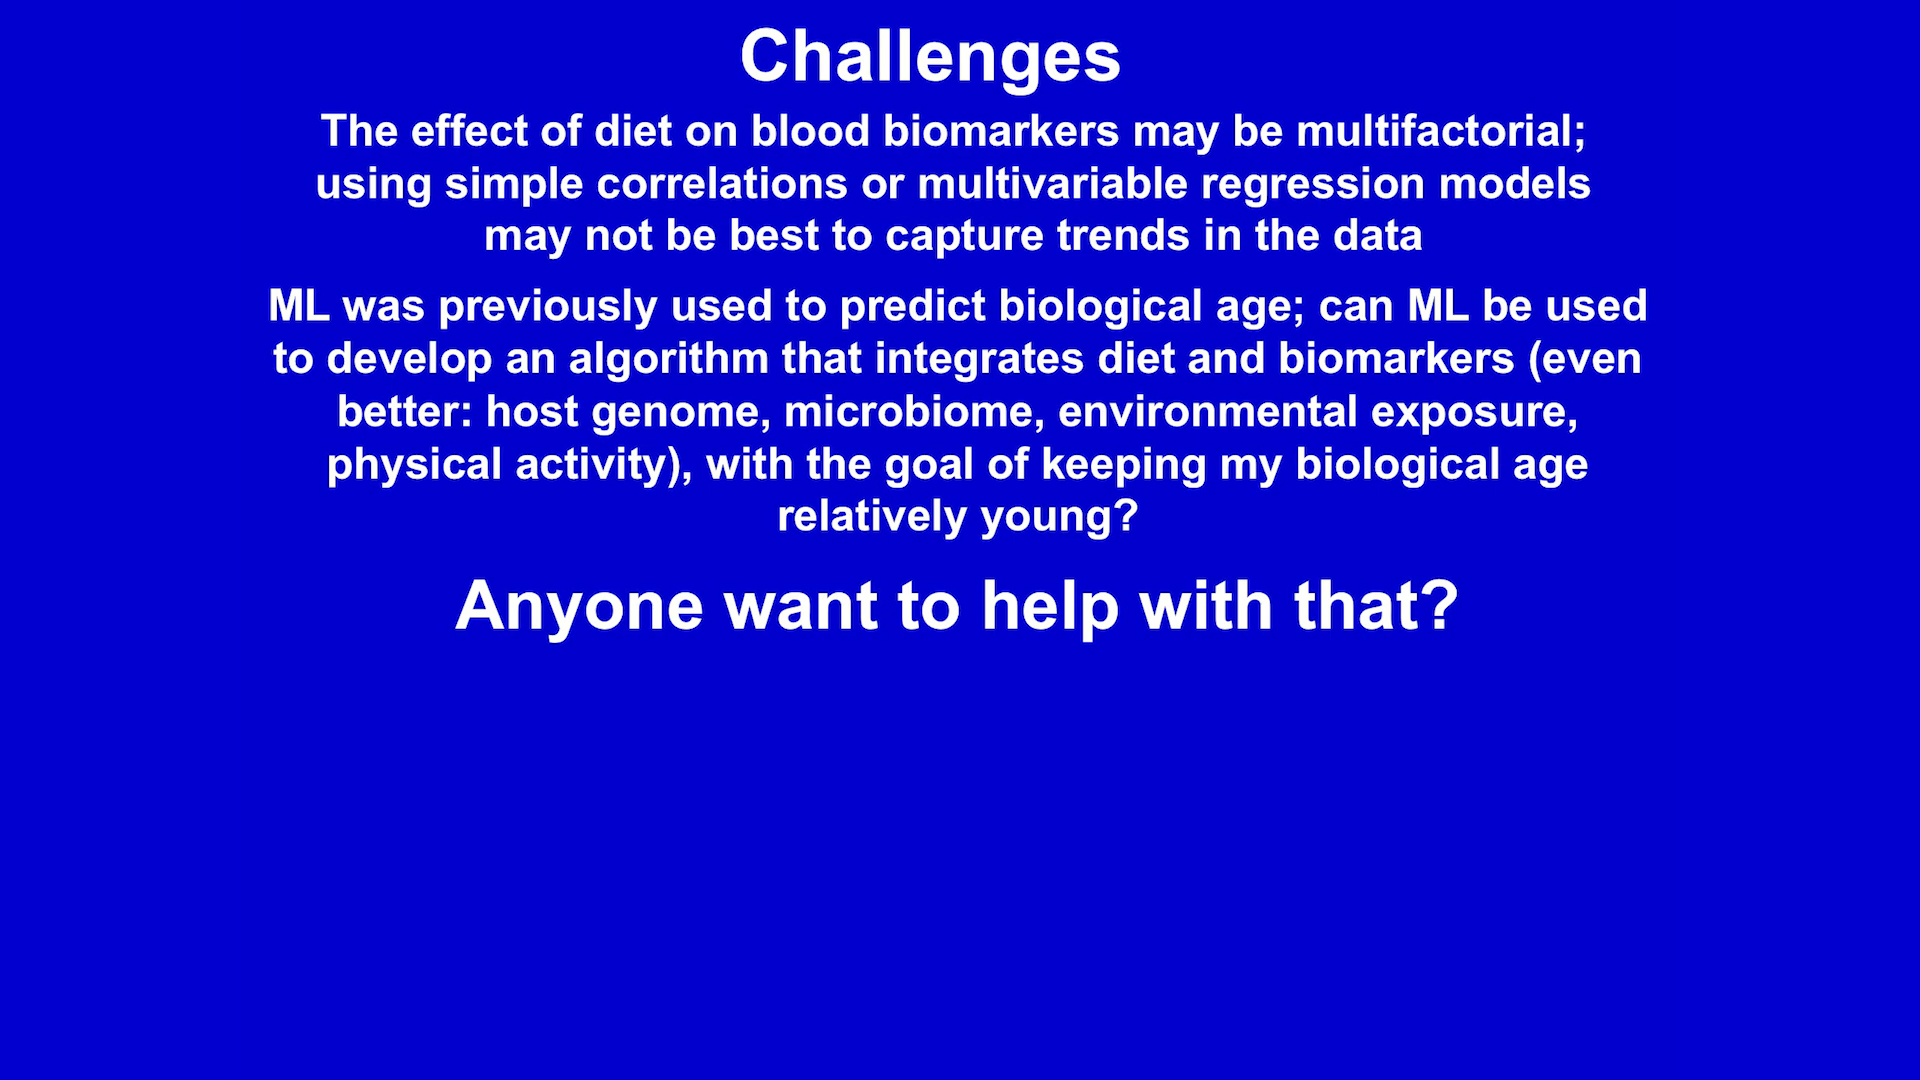 Challenges
The effect of diet on blood biomarkers may be multifactorial;
using simple correlations or multivariable regression models
may not be best to capture trends in the data
ML was previously used to predict biological age; can ML be used
to develop an algorithm that integrates diet and biomarkers (even
better: host genome, microbiome, environmental exposure,
physical activity), with the goal of keeping my biological age
relatively young?
Anyone want to help with that?